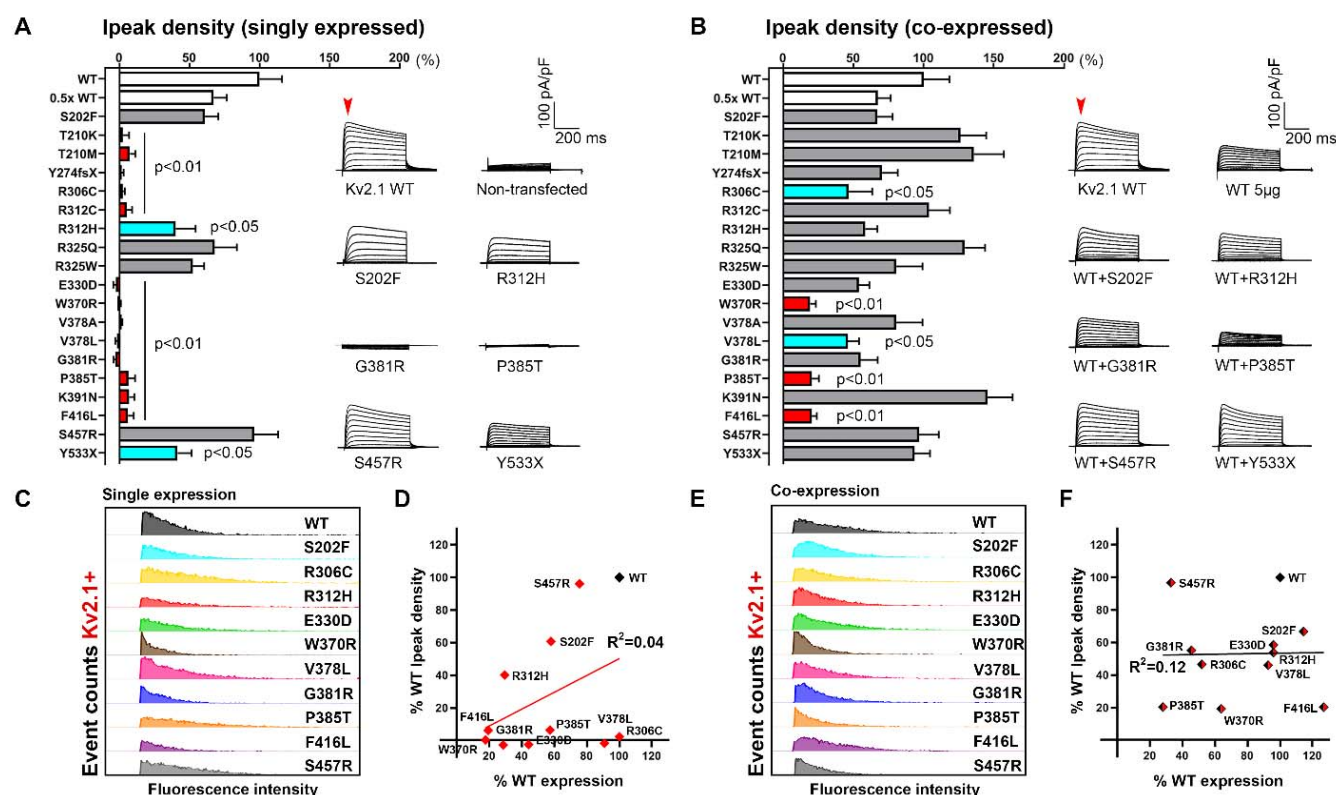 A Ipeak density (singly expressed)
0 50 100 150 200 (%)
WT
0.5x WT
S202F
T210K
T210M
Y274fsX
R306C
R312C
R312H
R325Q
R325W
E330D
W370R
V378A
V378L
G381R
P385T
K391N
F416L
S457R
Y533X
p<0.01
p<0.05
p<0.01
p<0.05
100 pA/pF
200 ms
Kv2.1 WT Non-transfected
S202F R312H
G381R P385T
S457R Y533X
B Ipeak density (co-expressed)
0 50 100 150 200 (%)
WT
0.5x WT
S202F
T210K
T210M
Y274fsX
R306C p<0.05
R312C
R312H
R325Q
R325W
E330D
W370R p<0.01
V378A
V378L p<0.05
G381R
P385T p<0.01
K391N
F416L p<0.01
S457R
Y533X
100 pA/pF
200 ms
Kv2.1 WT WT 5µg
WT+S202F WT+R312H
WT+G381R WT+P385T
WT+S457R WT+Y533X
C Single expression
Event counts Kv2.1+
WT
S202F
R306C
R312H
E330D
W370R
V378L
G381R
P385T
F416L
S457R
Fluorescence intensity
D
% WT Ipeak density
120
100
80
60
40
20
S457R WT
S202F
R²=0.04
R312H
F416L G381R P385T V378L R306C
W370R E330D
20 40 60 80 100 120
% WT expression
E Co-expression
Event counts Kv2.1+
WT
S202F
R306C
R312H
E330D
W370R
V378L
G381R
P385T
F416L
S457R
Fluorescence intensity
F
% WT Ipeak density
120
100
80
60
40
20
S457R WT
S202F
G381R E330D
R312H
R²=0.12 R306C V378L
P385T W370R F416L
20 40 60 80 100 120
% WT expression